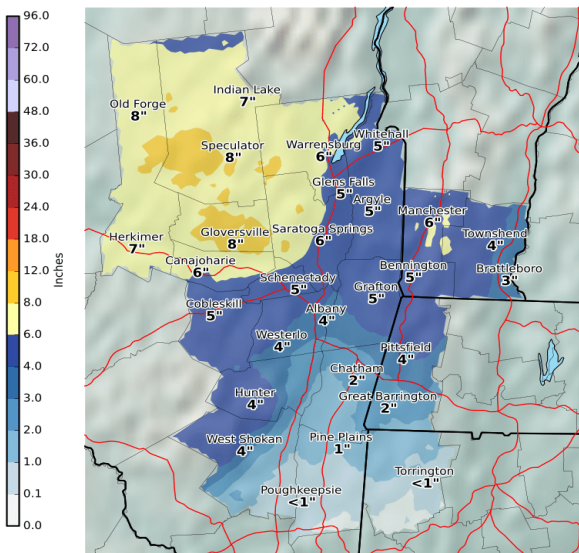 96.0
72.0
60.0
48.0
36.0
30.0
24.0
18.0
12.0
8.0
6.0
4.0
3.0
2.0
1.0
0.1
0.0
Inches
Indian Lake
7"
Old Forge
8"
Whitehall
5"
Speculator
8"
Warrensburg
6"
Glens Falls
5"
Argyle
5"
Manchester
6"
Herkimer
7"
Gloversville
8"
Saratoga Springs
6"
Townshend
4"
Canajoharie
6"
Bennington
5"
Brattleboro
3"
Schenectady
5"
Grafton
5"
Cobleskill
5"
Albany
4"
Westerlo
4"
Pittsfield
4"
Chatham
2"
Hunter
4"
Great Barrington
2"
West Shokan
4"
Pine Plains
1"
Torrington
<1"
Poughkeepsie
<1"